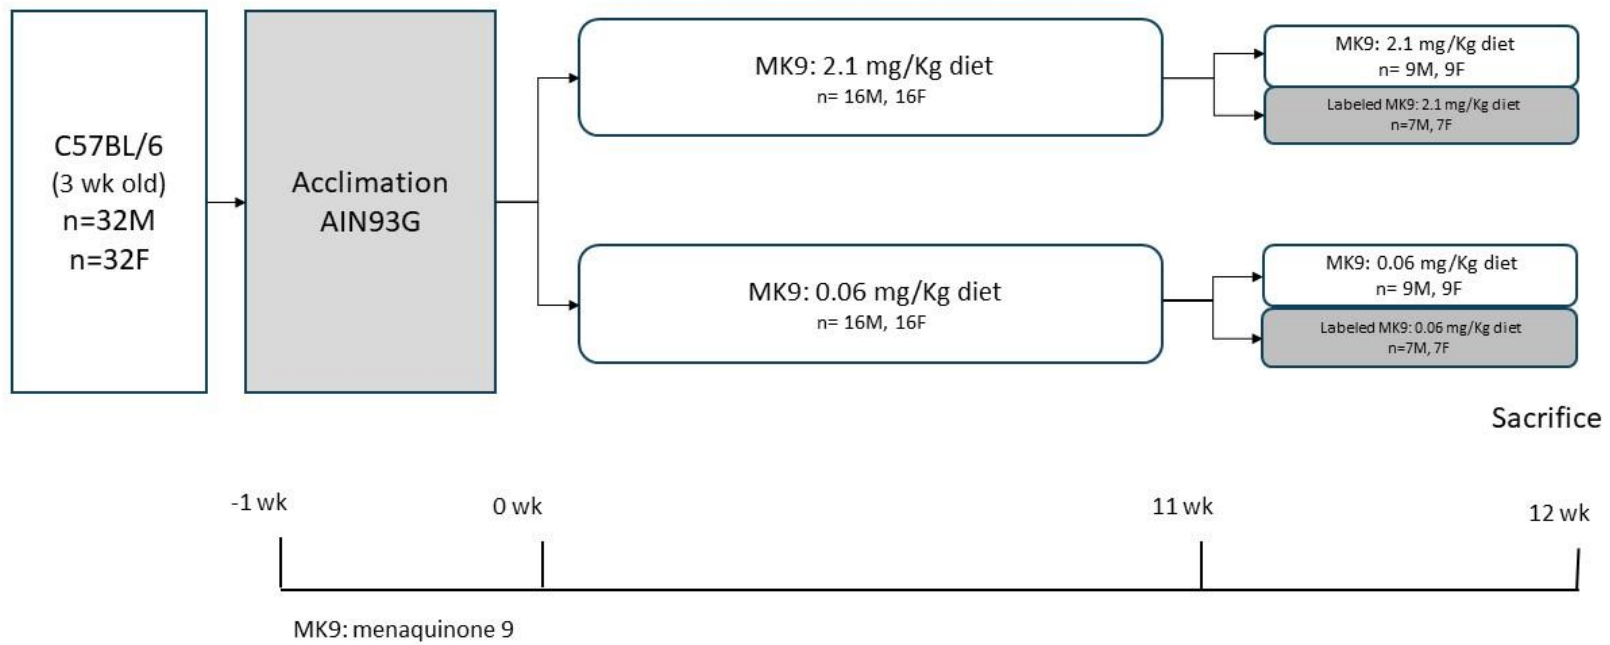 C57BL/6
(3 wk old)
n=32M
n=32F
Acclimation
AIN93G
MK9: 2.1 mg/Kg diet
n= 16M, 16F
MK9: 2.1 mg/Kg diet
n= 9M, 9F
Labeled MK9: 2.1 mg/Kg diet
n=7M, 7F
MK9: 0.06 mg/Kg diet
n= 16M, 16F
MK9: 0.06 mg/Kg diet
n= 9M, 9F
Labeled MK9: 0.06 mg/Kg diet
n=7M, 7F
Sacrifice
-1 wk
0 wk
11 wk
12 wk
MK9: menaquinone 9